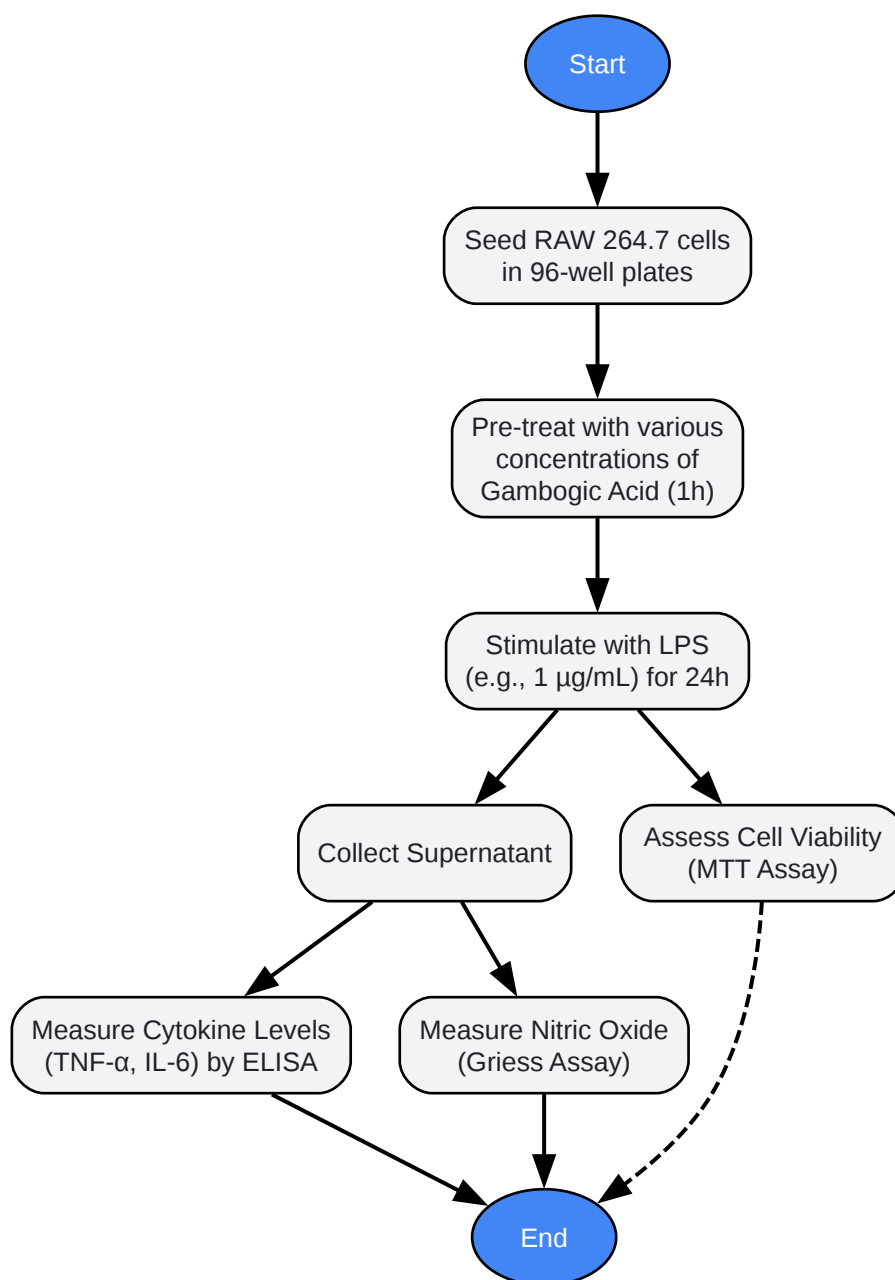 Start
Seed RAW 264.7 cells
in 96-well plates
Pre-treat with various
concentrations of
Gambogic Acid (1h)
Stimulate with LPS
(e.g., 1 µg/mL) for 24h
Collect Supernatant
Assess Cell Viability
(MTT Assay)
Measure Cytokine Levels
(TNF-α, IL-6) by ELISA
Measure Nitric Oxide
(Griess Assay)
End